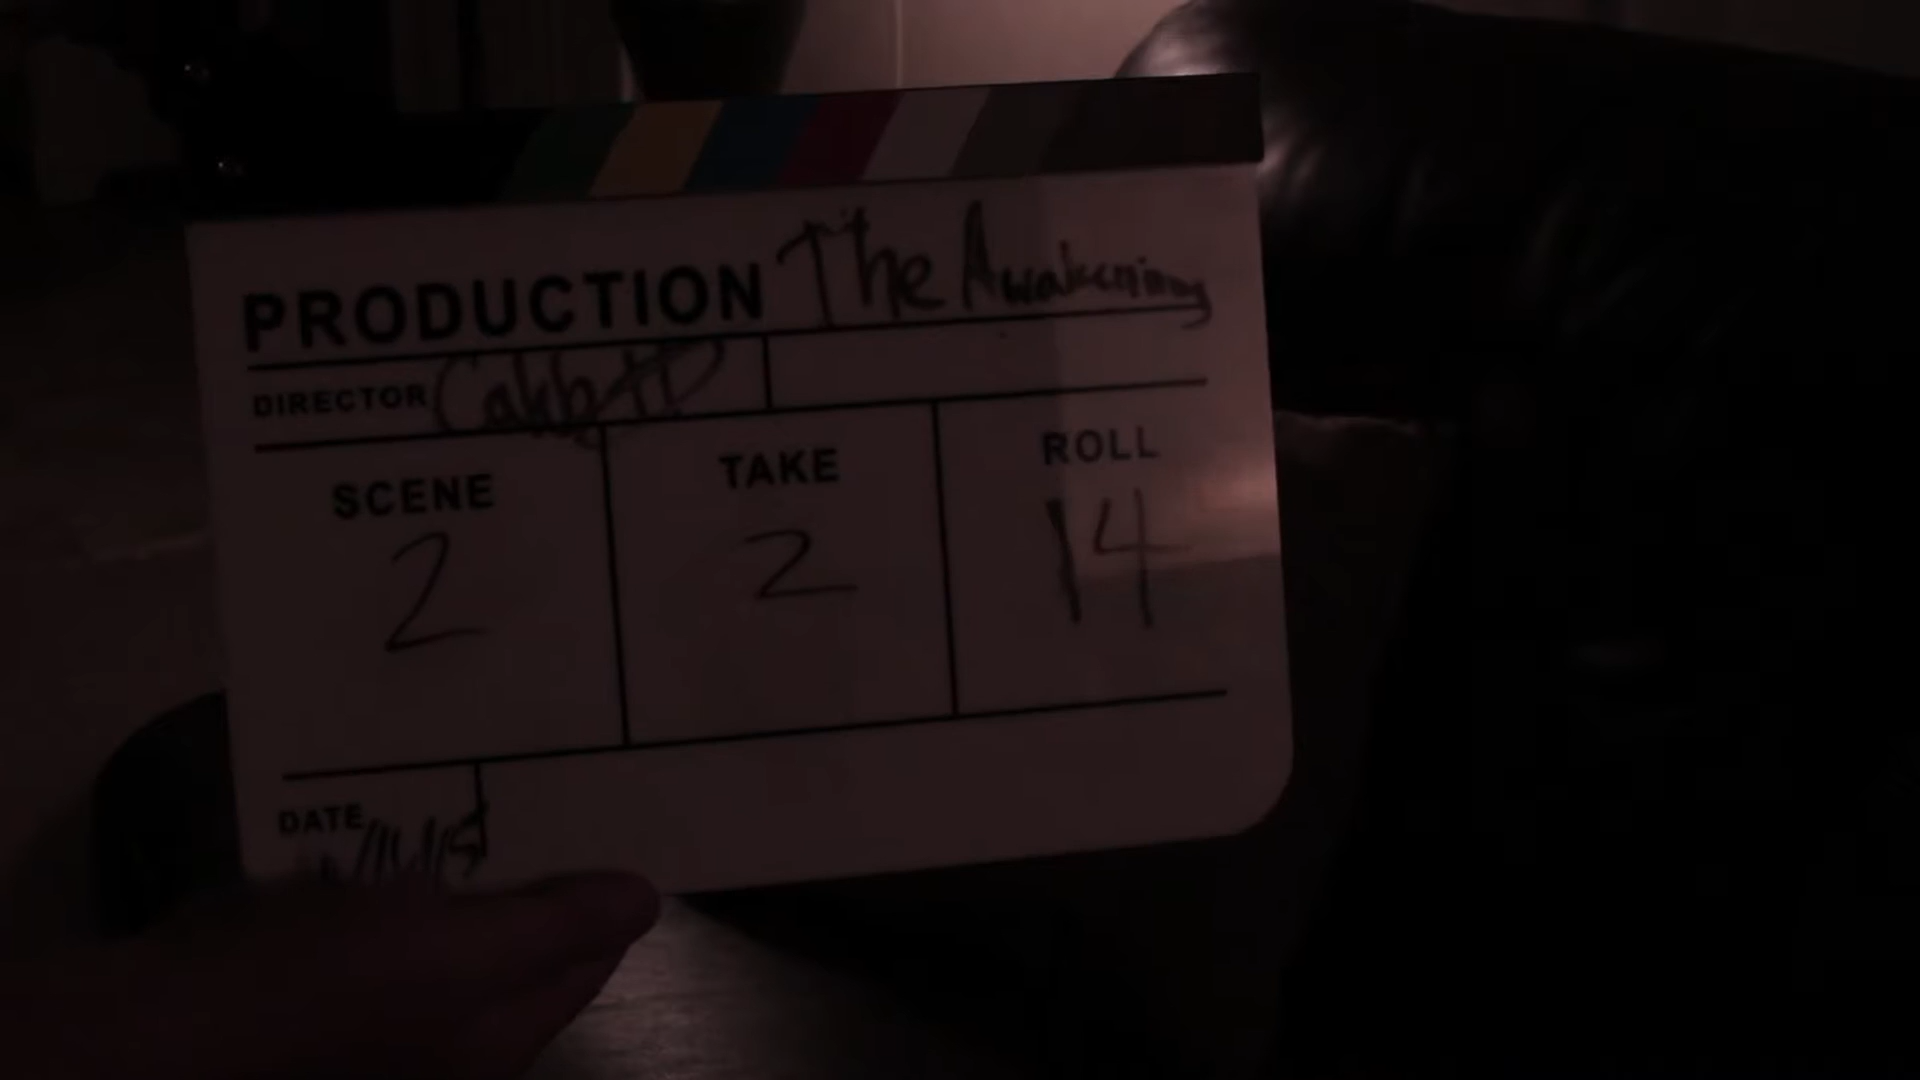 PRODUCTION The Awakening
DIRECTOR
SCENE TAKE ROLL
2 2 14
DATE